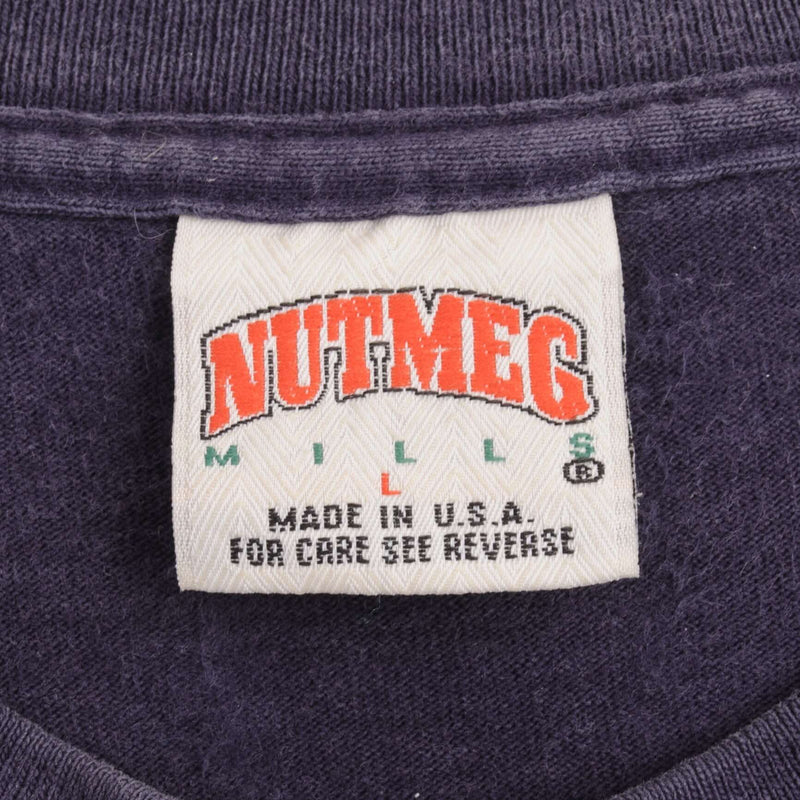 NUTMEG
MILLS ®
L
MADE IN U.S.A.
FOR CARE SEE REVERSE